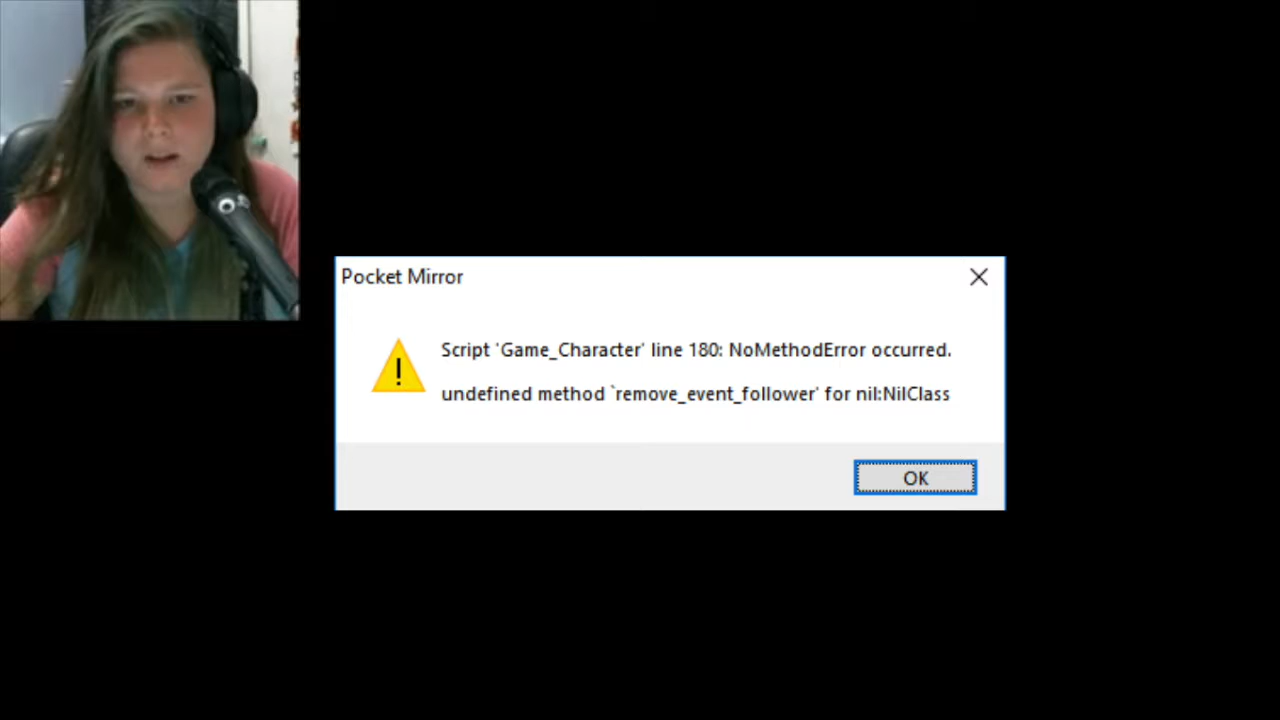 Pocket Mirror
Script 'Game_Character' line 180: NoMethodError occurred.
undefined method `remove_event_follower' for nil:NilClass
OK